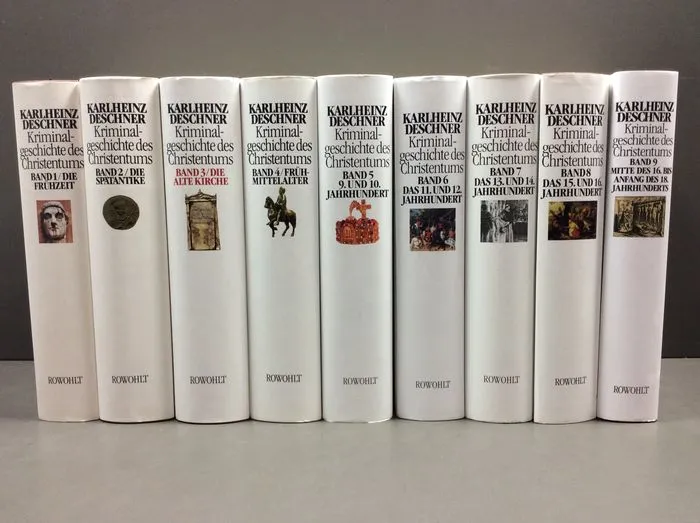 KARLHEINZ
DESCHNER
Kriminal-
geschichte des
Christentums
BAND 1/DIE
FRÜHZEIT
ROWOHLT
KARLHEINZ
DESCHNER
Kriminal-
geschichte des
Christentums
BAND 2/DIE
SPÄTANTIKE
ROWOHLT
KARLHEINZ
DESCHNER
Kriminal-
geschichte des
Christentums
BAND 3/DIE
ALTE KIRCHE
ROWOHLT
KARLHEINZ
DESCHNER
Kriminal-
geschichte des
Christentums
BAND 4/FRÜH-
MITTELALTER
ROWOHLT
KARLHEINZ
DESCHNER
Kriminal-
geschichte des
Christentums
BAND 5
9. UND 10.
JAHRHUNDERT
ROWOHLT
KARLHEINZ
DESCHNER
Kriminal-
geschichte des
Christentums
BAND 6
DAS 11. UND 12.
JAHRHUNDERT
ROWOHLT
KARLHEINZ
DESCHNER
Kriminal-
geschichte des
Christentums
BAND 7
DAS 13. UND 14.
JAHRHUNDERT
ROWOHLT
KARLHEINZ
DESCHNER
Kriminal-
geschichte des
Christentums
BAND 8
DAS 15. UND 16.
JAHRHUNDERT
ROWOHLT
KARLHEINZ
DESCHNER
Kriminal-
geschichte des
Christentums
BAND 9
MITTE DES 16. BIS
ANFANG DES 18.
JAHRHUNDERTS
ROWOHLT